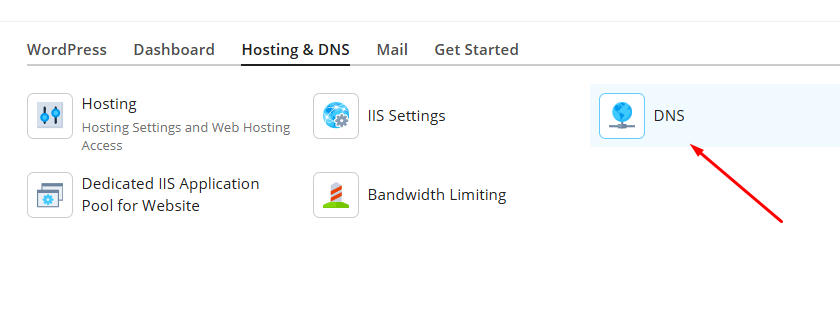 WordPress Dashboard Hosting & DNS Mail Get Started
Hosting
Hosting Settings and Web Hosting
Access
IIS Settings
DNS
Dedicated IIS Application
Pool for Website
Bandwidth Limiting